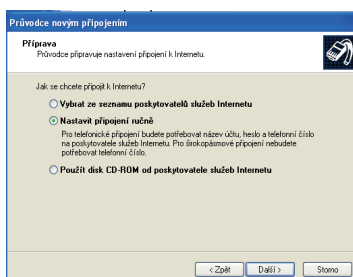 Průvodce novým připojením
Příprava
Průvodce připravuje nastavení připojení k Internetu.
Jak se chcete připojit k Internetu?
Vybrat ze seznamu poskytovatelů služeb Internetu
Nastavit připojení ručně
Pro telefonické připojení budete potřebovat název účtu, heslo a telefonní číslo
na poskytovatele služeb Internetu. Pro širokopásmové připojení nebudete
potřebovat telefonní číslo.
Použít disk CD-ROM od poskytovatele služeb Internetu
< Zpět
Další >
Storno